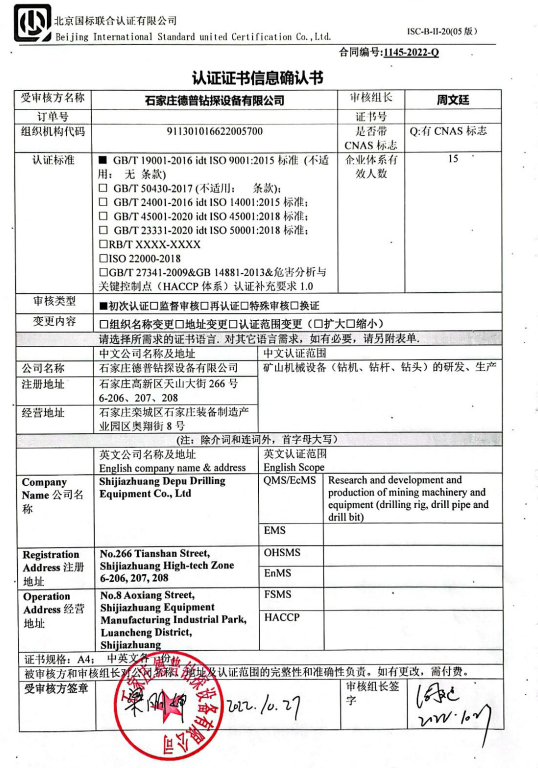 北京国标联合认证有限公司
Beijing International Standard united Certification Co.,Ltd.
ISC-B-II-20(05 版)
合同编号:1145-2022-Q
认证证书信息确认书
受审核方名称 石家庄德普钻探设备有限公司 审核组长 周文廷
订单号 证书号
组织机构代码 911301016622005700 是否带 CNAS 标志 Q:有 CNAS 标志
认证标准 ■ GB/T 19001-2016 idt ISO 9001:2015 标准 (不适 企业体系有效人数 15
用: 无 条款)
□ GB/T 50430-2017 (不适用: 条款);
□ GB/T 24001-2016 idt ISO 14001:2015 标准;
□ GB/T 45001-2020 idt ISO 45001:2018 标准;
□ GB/T 23331-2020 idt ISO 50001:2018 标准;
□RB/T XXXX-XXXX
□ISO 22000-2018
□GB/T 27341-2009&GB 14881-2013&危害分析与
关键控制点 (HACCP 体系) 认证补充要求 1.0
审核类型 ■初次认证□监督审核□再认证□特殊审核□换证
变更内容 □组织名称变更□地址变更□认证范围变更 (□扩大□缩小)
请选择所需求的证书语言. 对其它语言需求, 如有必要, 请另附表单.
中文公司名称及地址 中文认证范围
公司名称 石家庄德普钻探设备有限公司 矿山机械设备 (钻机、钻杆、钻头) 的研发、生产
注册地址 石家庄高新区天山大街 266 号
6-206, 207, 208
经营地址 石家庄栾城区石家庄装备制造产
业园区奥翔街 8 号
(注: 除介词和连词外, 首字母大写)
英文公司名称及地址 英文认证范围
English company name & address English Scope
Company Name 公司名称 Shijiazhuang Depu Drilling QMS/EcMS Research and development and
Equipment Co., Ltd production of mining machinery and
equipment (drilling rig, drill pipe and
drill bit)
EMS
Registration Address 注册地址 No.266 Tianshan Street, OHSMS
Shijiazhuang High-tech Zone
6-206, 207, 208 EnMS
Operation Address 经营地址 No.8 Aoxiang Street, FSMS
Shijiazhuang Equipment
Manufacturing Industrial Park, HACCP
Luancheng District,
Shijiazhuang
证书规格: A4; 中英文各 份
被审核方和审核组长对公司名称、地址及认证范围的完整性和准确性负责。如有更改, 需付费。
受审核方签章 2022.10.27 审核组长签字 2022.10.27
石家庄德普钻探设备有限公司